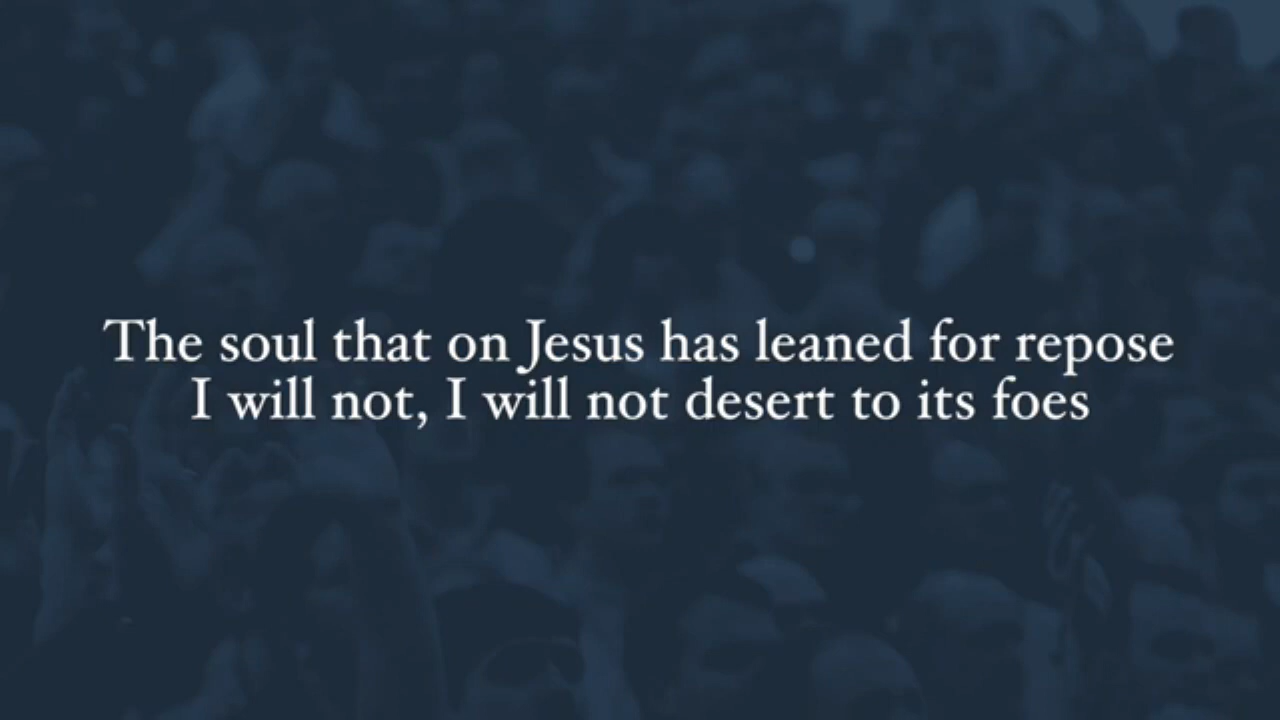 The soul that on Jesus has leaned for repose
I will not, I will not desert to its foes